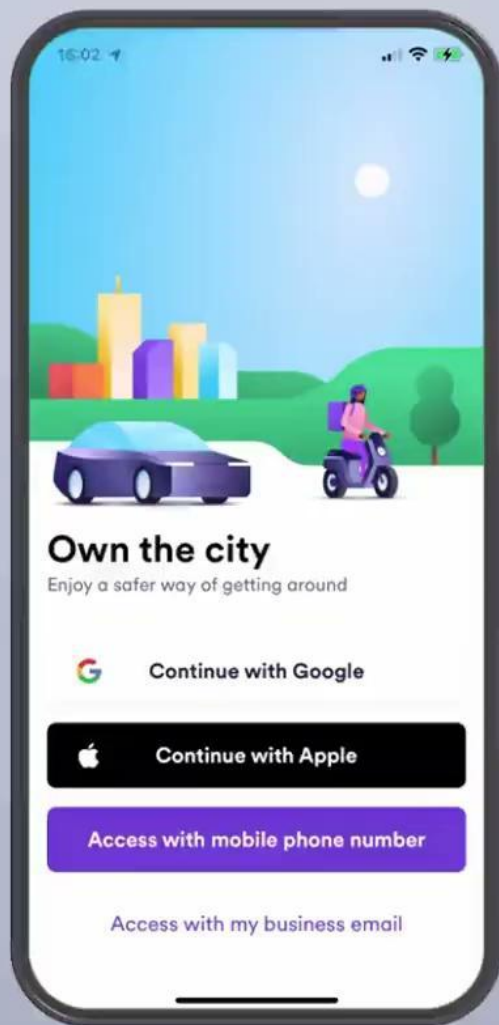 16:02
Own the city
Enjoy a safer way of getting around
Continue with Google
Continue with Apple
Access with mobile phone number
Access with my business email